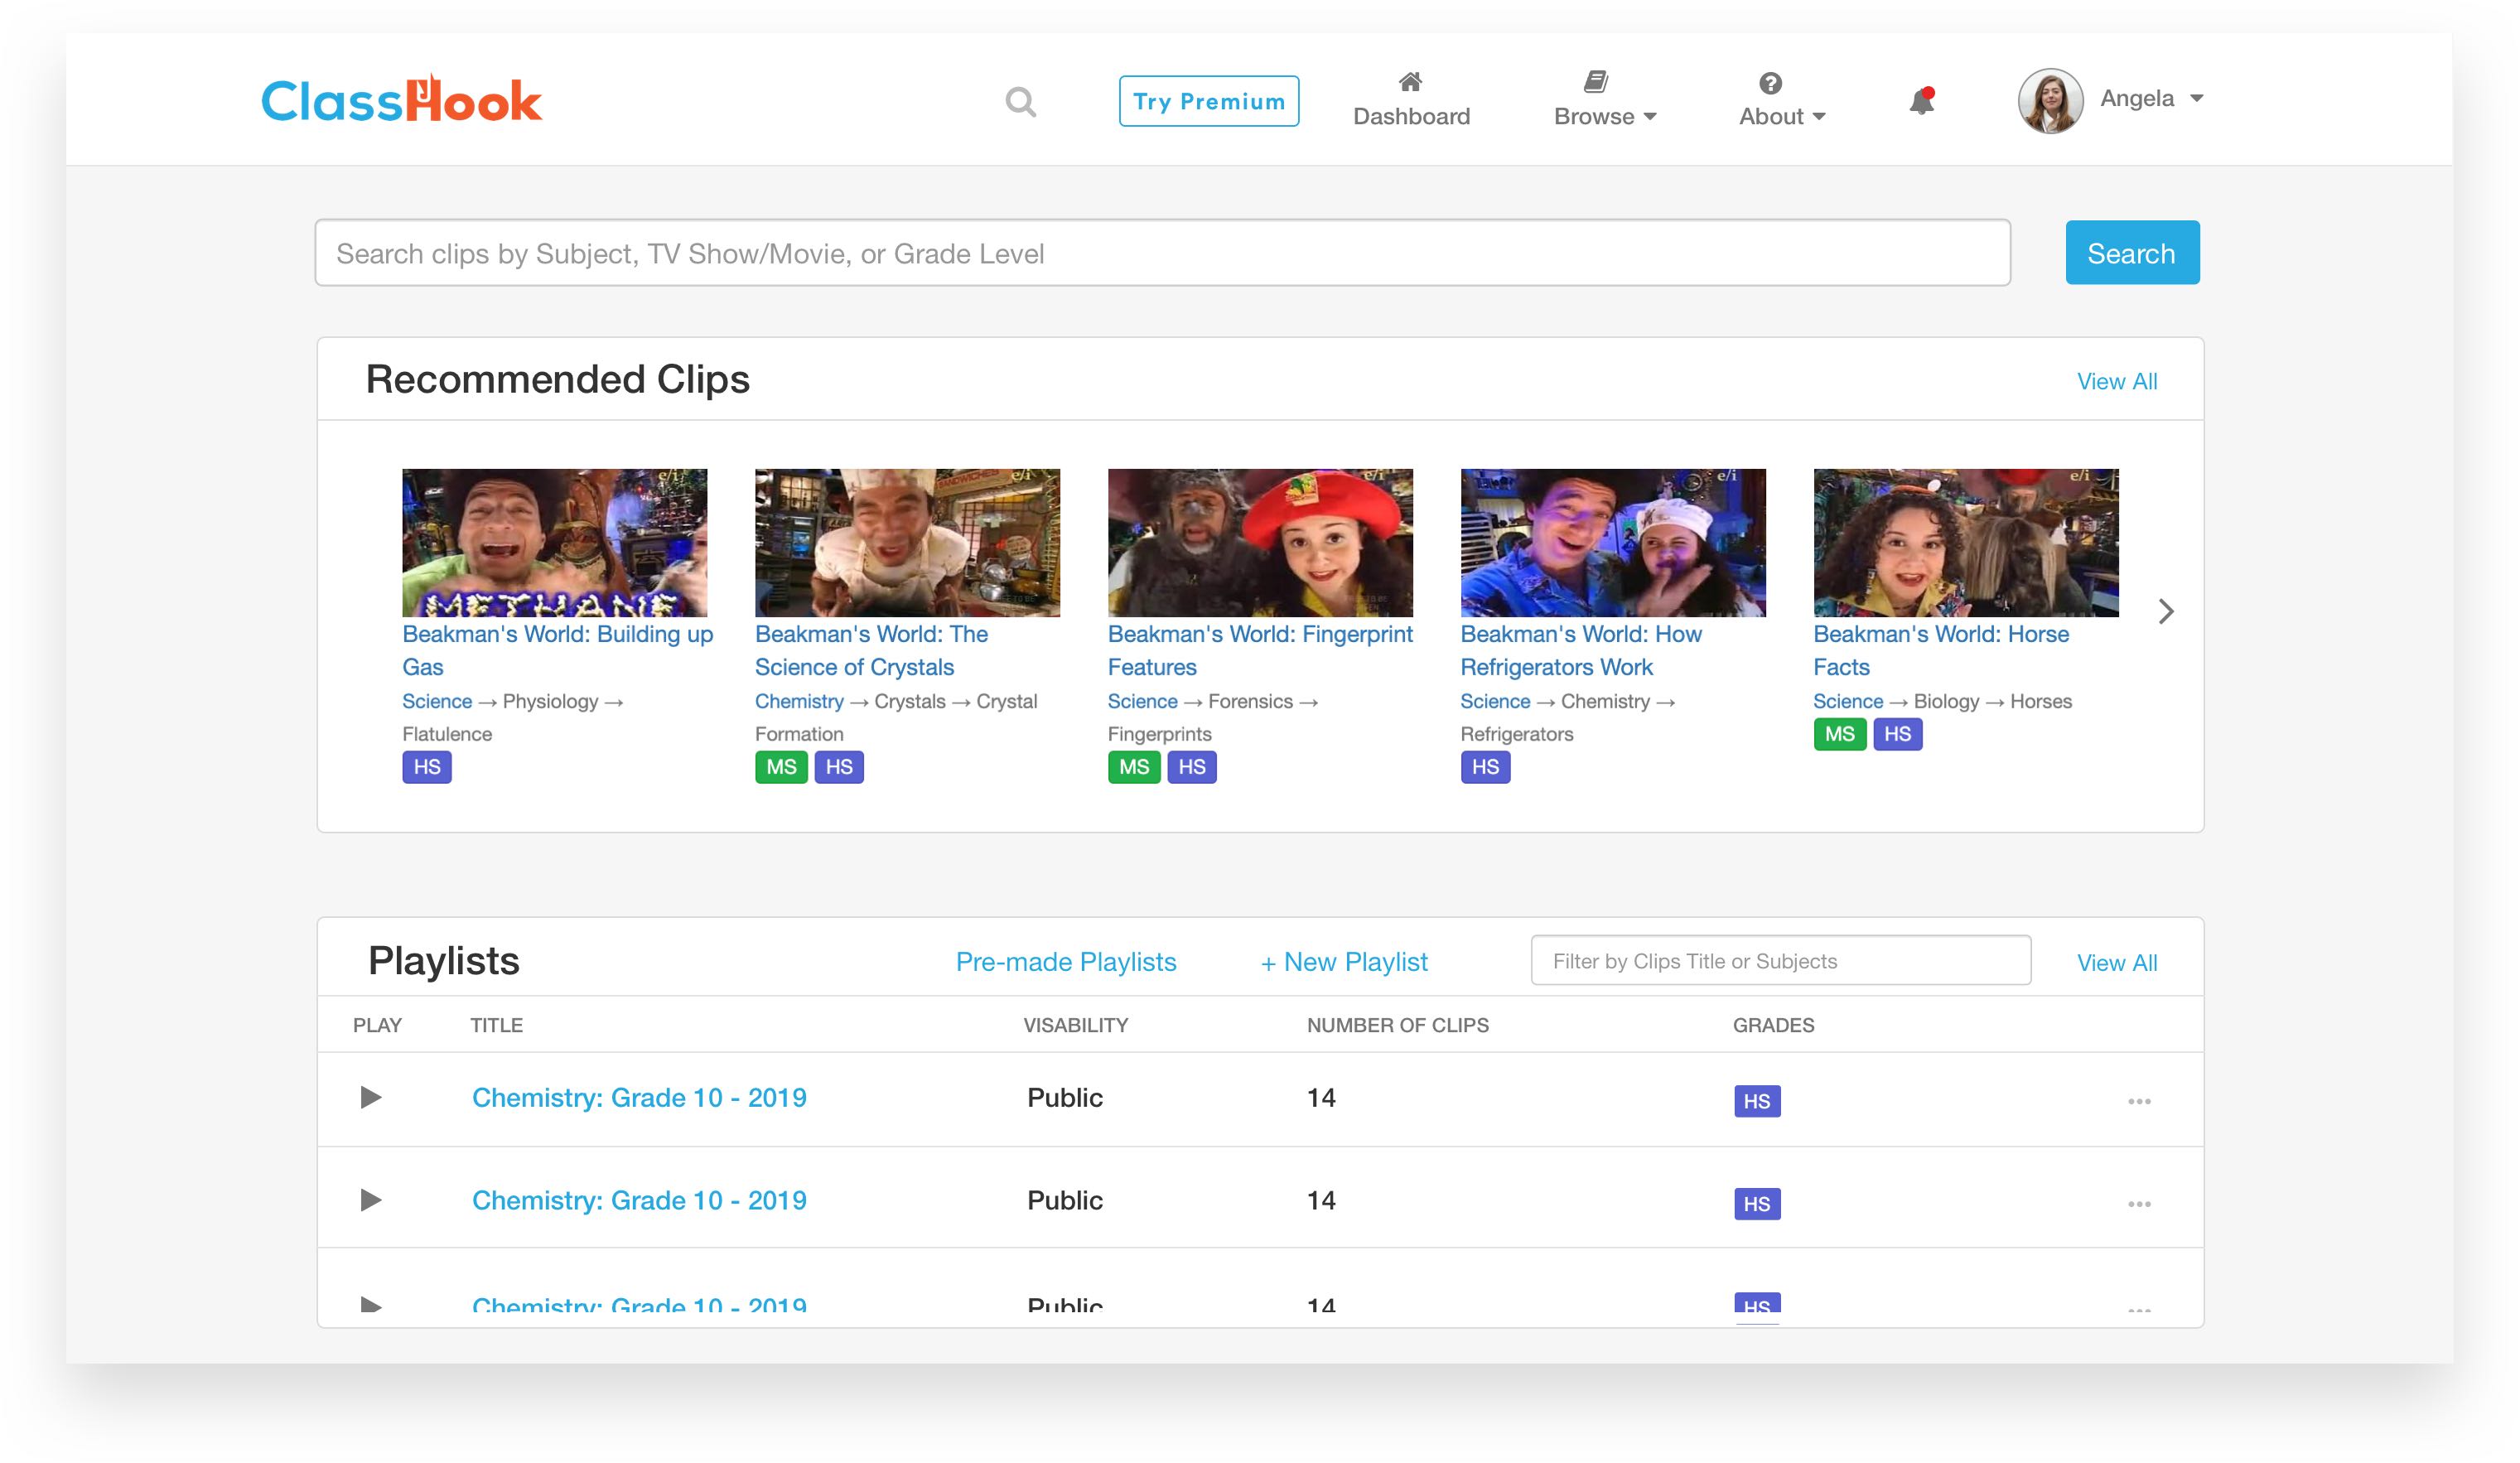 ClassHook
Try Premium
Dashboard
Browse
About
Angela
Search clips by Subject, TV Show/Movie, or Grade Level
Search
Recommended Clips
View All
e/i
METHANE
SANDWICHES
e/i
e/i
e/i
e/i
Beakman's World: Building up
Gas
Science → Physiology →
Flatulence
HS
Beakman's World: The
Science of Crystals
Chemistry → Crystals → Crystal
Formation
MS HS
Beakman's World: Fingerprint
Features
Science → Forensics →
Fingerprints
MS HS
Beakman's World: How
Refrigerators Work
Science → Chemistry →
Refrigerators
HS
Beakman's World: Horse
Facts
Science → Biology → Horses
MS HS
Playlists
Pre-made Playlists
+ New Playlist
Filter by Clips Title or Subjects
View All
PLAY TITLE VISABILITY NUMBER OF CLIPS GRADES
Chemistry: Grade 10 - 2019 Public 14 HS
Chemistry: Grade 10 - 2019 Public 14 HS
Chemistry: Grade 10 - 2019 Public 14 HS